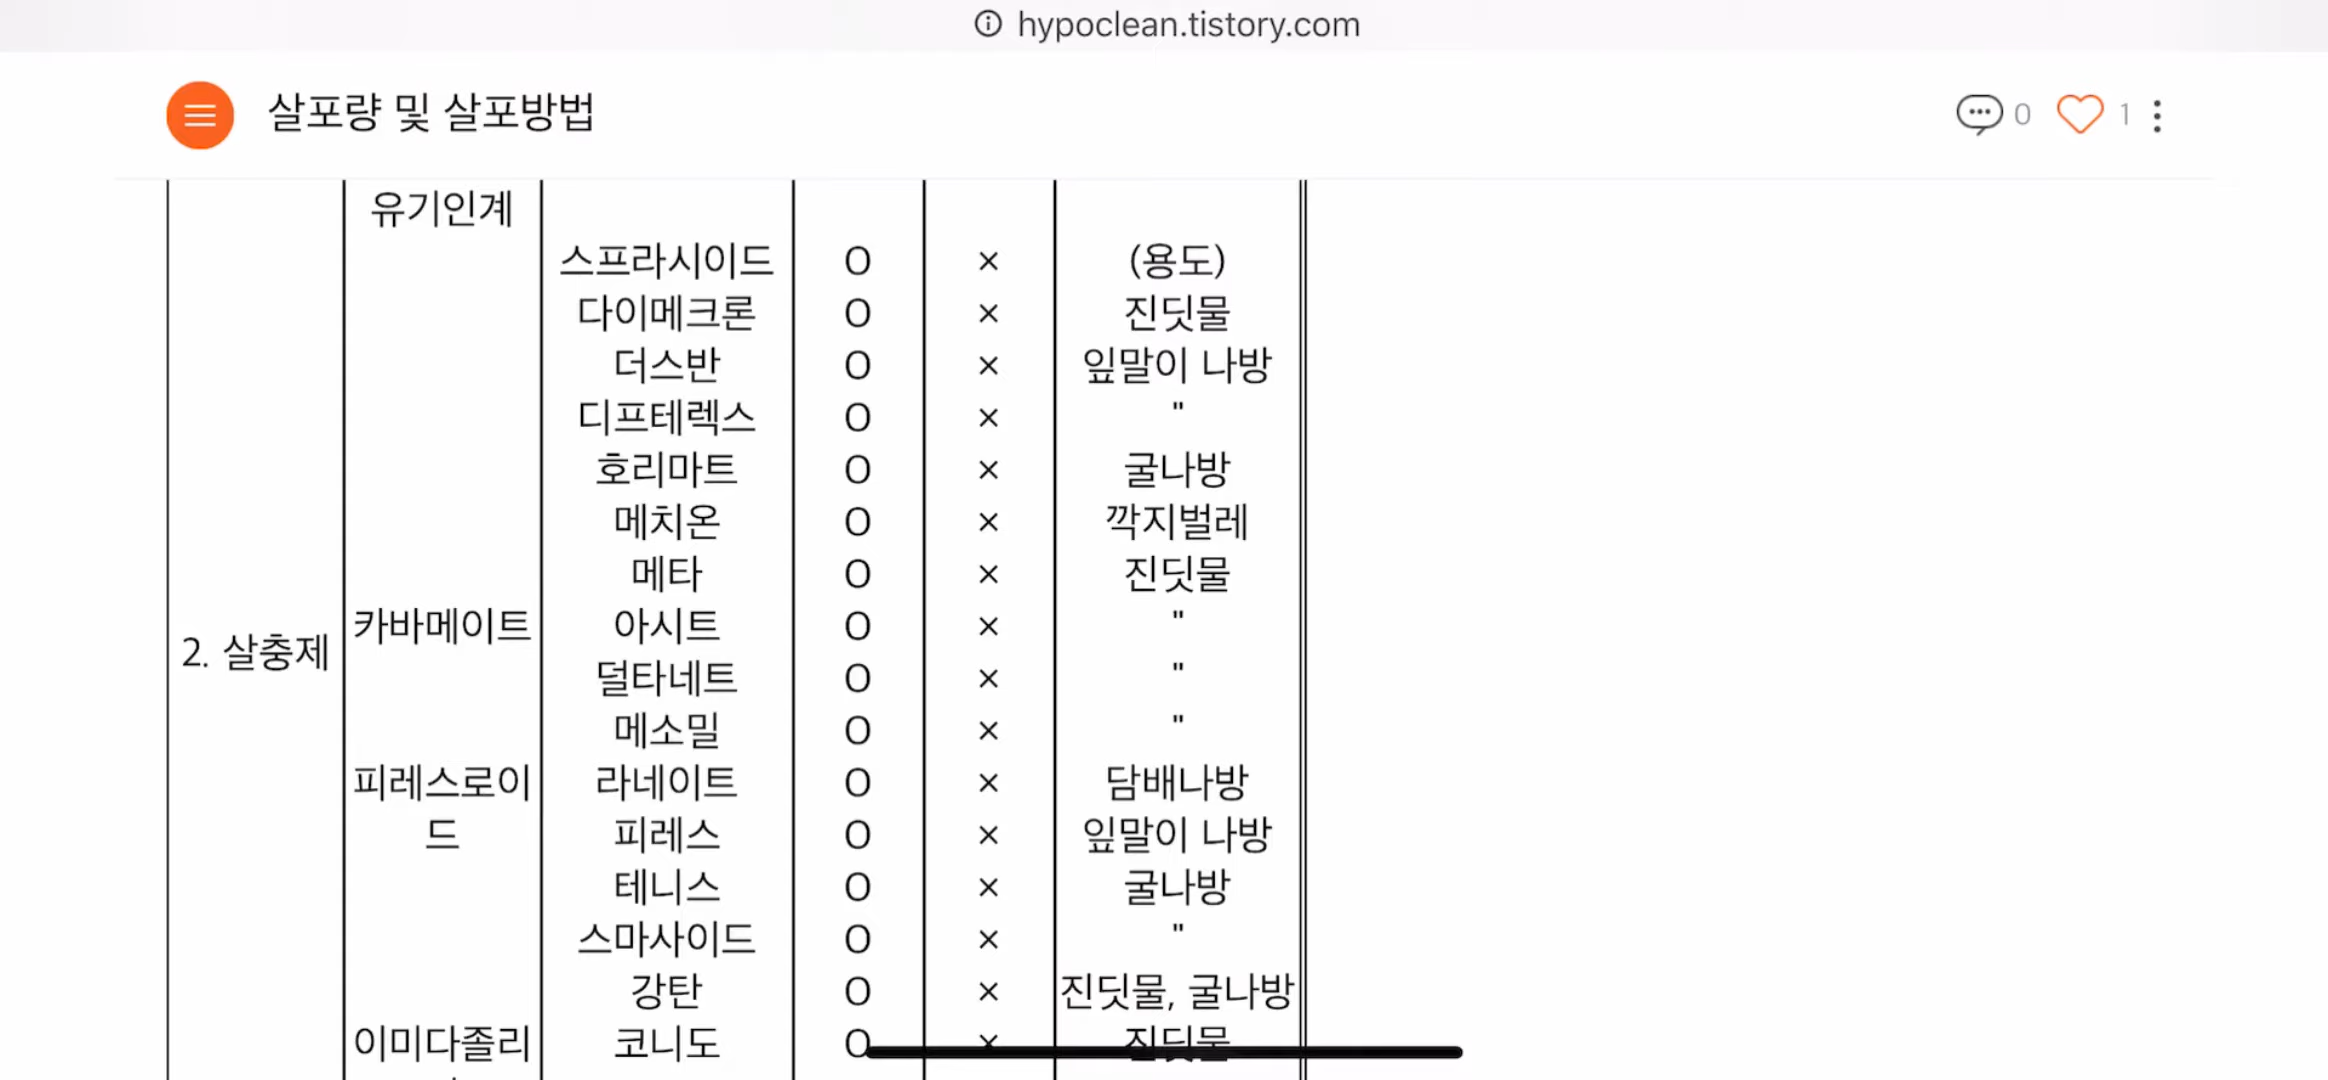 hypoclean.tistory.com
살포량 및 살포방법
0
1
유기인계
스프라시이드 O × (용도)
다이메크론 O × 진딧물
더스반 O × 잎말이 나방
디프테렉스 O × "
호리마트 O × 굴나방
메치온 O × 깍지벌레
메타 O × 진딧물
카바메이트 아시트 O × "
2. 살충제
덜타네트 O × "
메소밀 O × "
피레스로이 라네이트 O × 담배나방
드 피레스 O × 잎말이 나방
테니스 O × 굴나방
스마사이드 O × "
강탄 O × 진딧물, 굴나방
이미다졸리 코니도 O × 진딧물